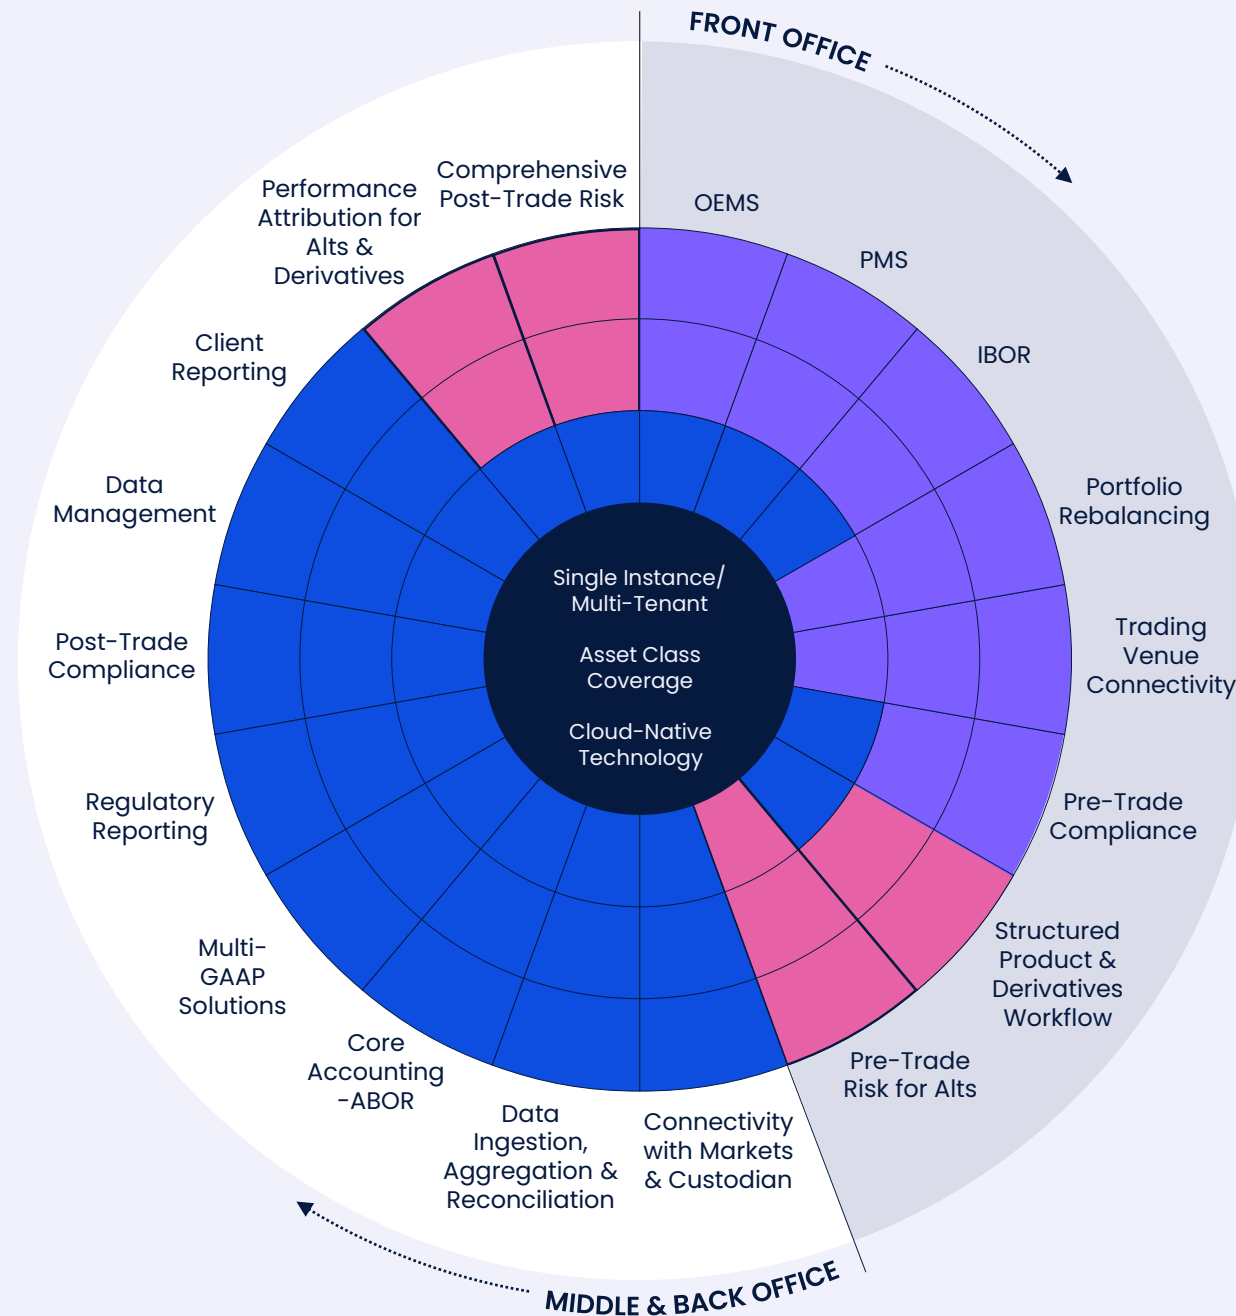 FRONT OFFICE
OEMS
PMS
IBOR
Portfolio
Rebalancing
Trading
Venue
Connectivity
Pre-Trade
Compliance
Structured
Product &
Derivatives
Workflow
Pre-Trade
Risk for Alts
Connectivity
with Markets
& Custodian
Data
Ingestion,
Aggregation &
Reconciliation
Core
Accounting
-ABOR
Multi-
GAAP
Solutions
Regulatory
Reporting
Post-Trade
Compliance
Data
Management
Client
Reporting
Performance
Attribution for
Alts &
Derivatives
Comprehensive
Post-Trade Risk
Single Instance/
Multi-Tenant
Asset Class
Coverage
Cloud-Native
Technology
MIDDLE & BACK OFFICE